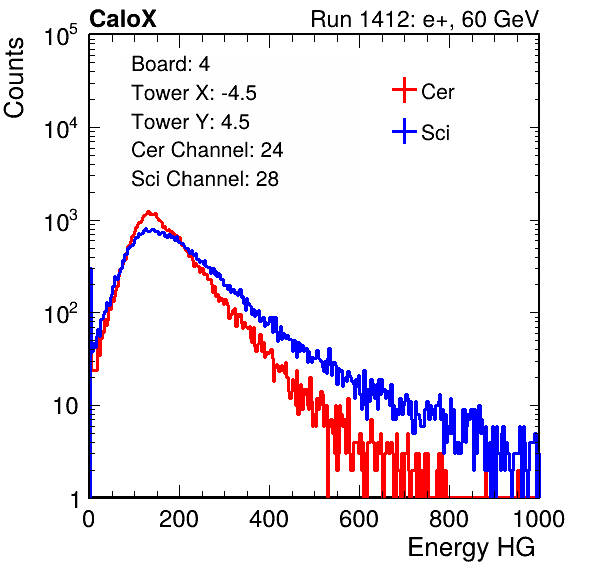 CaloX Run 1412: e+, 60 GeV
Counts
10^5
10^4
10^3
10^2
10
1
Board: 4
Tower X: -4.5
Tower Y: 4.5
Cer Channel: 24
Sci Channel: 28
Cer
Sci
0 200 400 600 800 1000
Energy HG